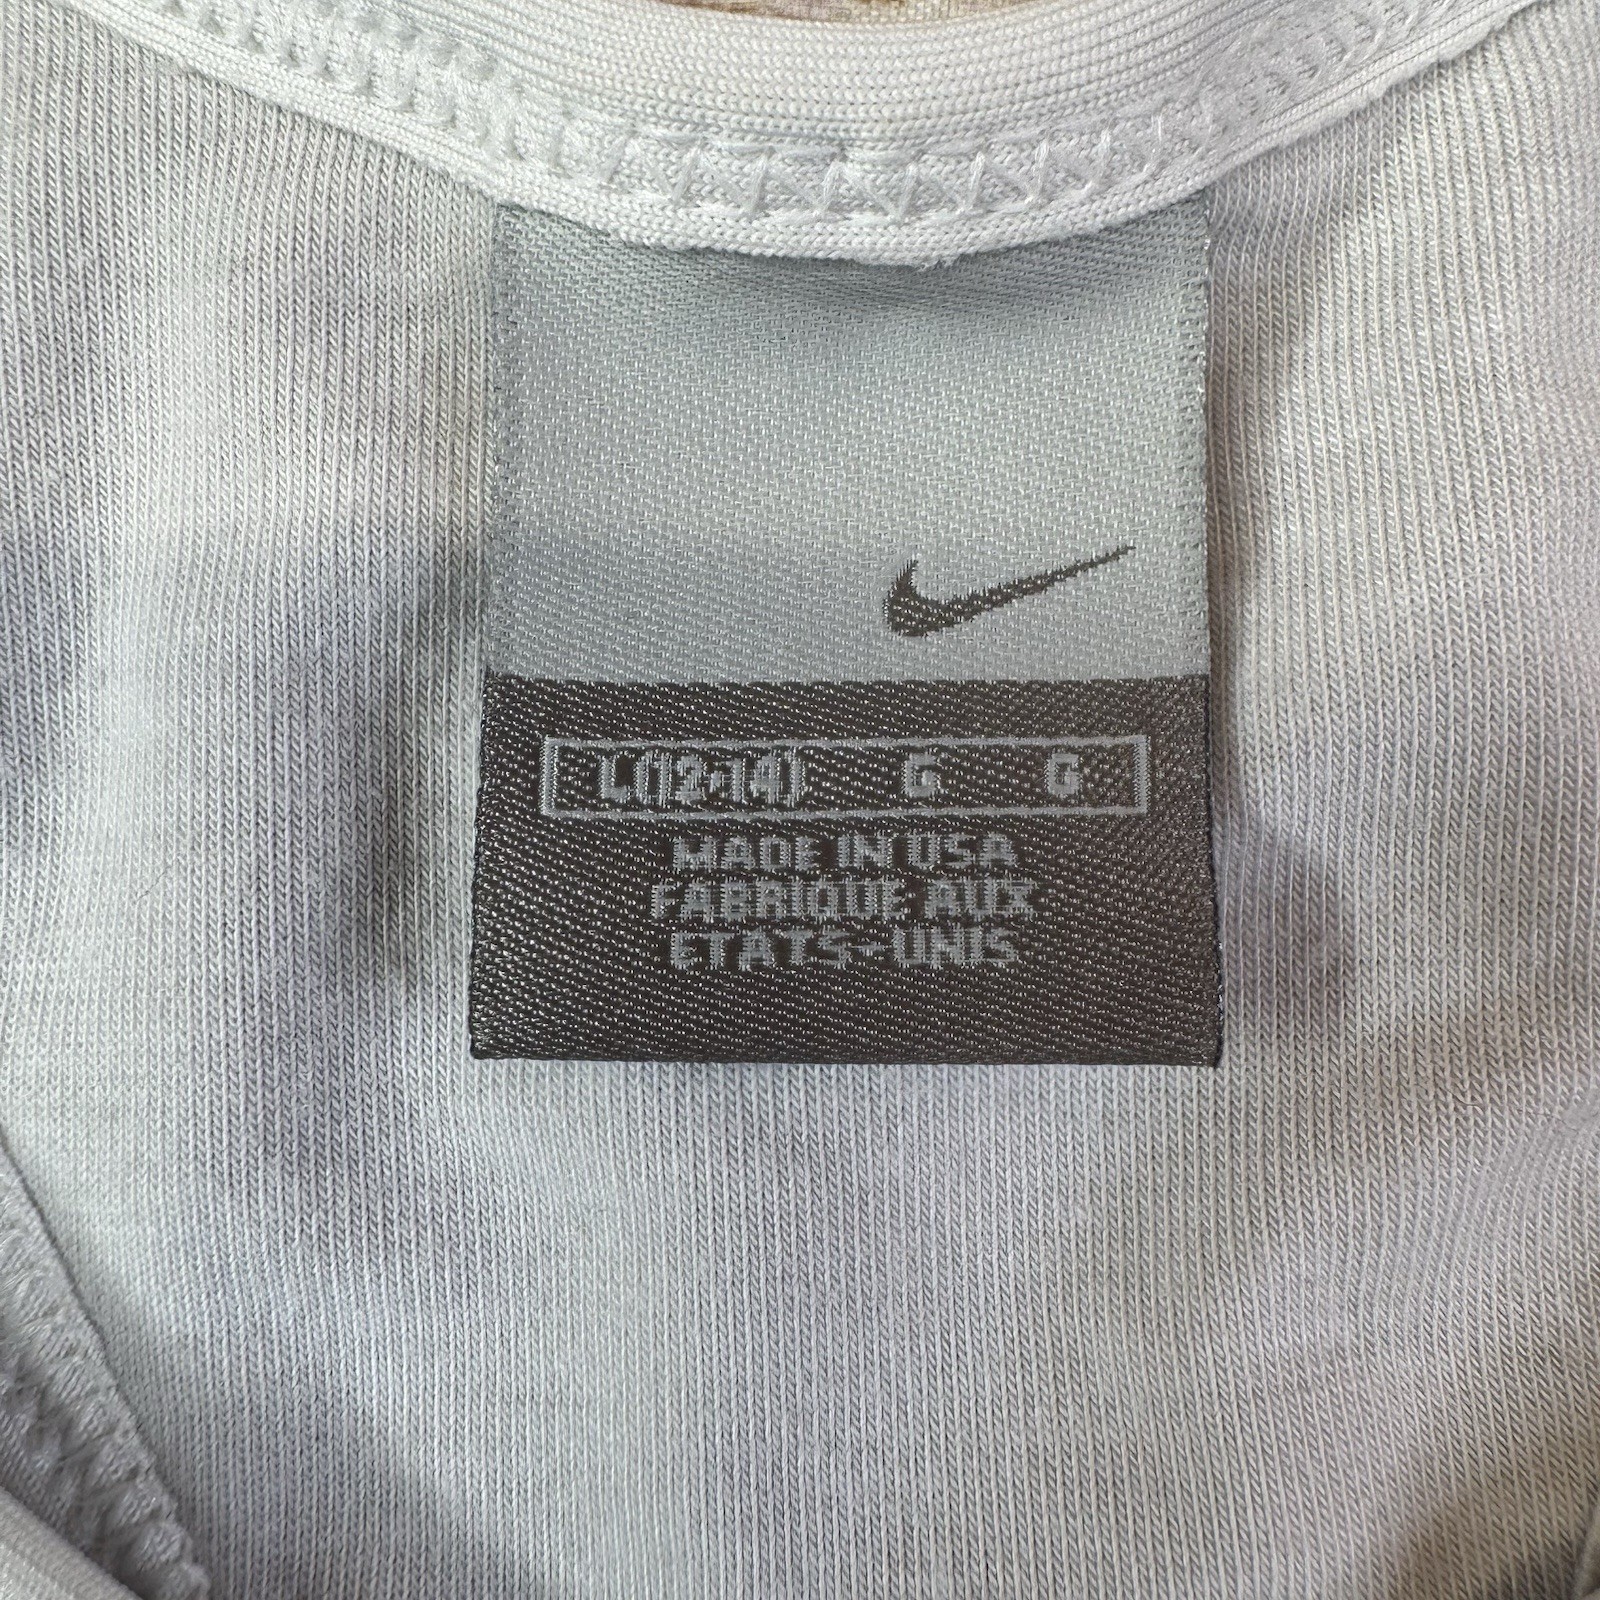 L(12-14) G G
MADE IN USA
FABRIQUE AUX
ETATS-UNIS